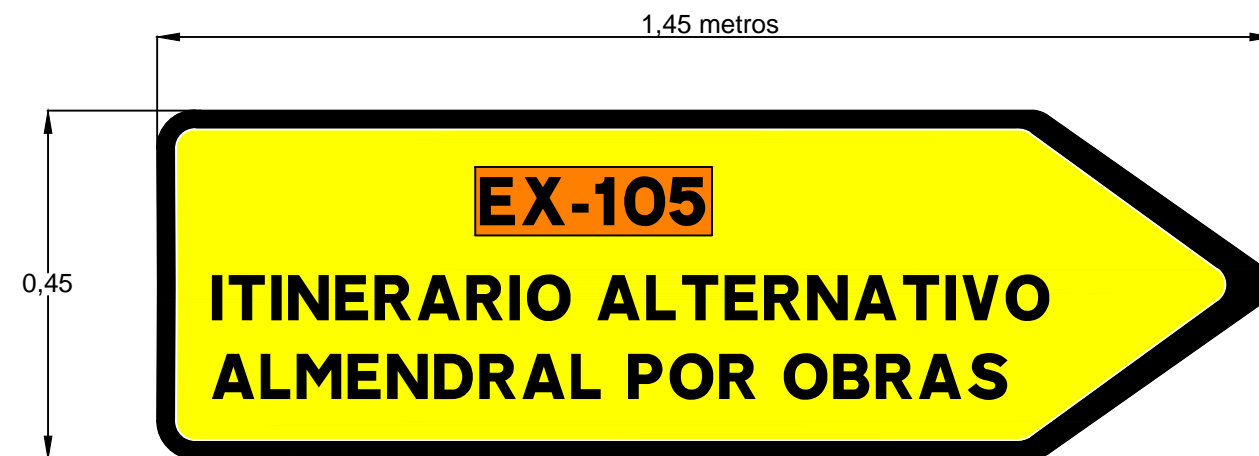 1,45 metros
EX-105
0,45
ITINERARIO ALTERNATIVO
ALMENDRAL POR OBRAS